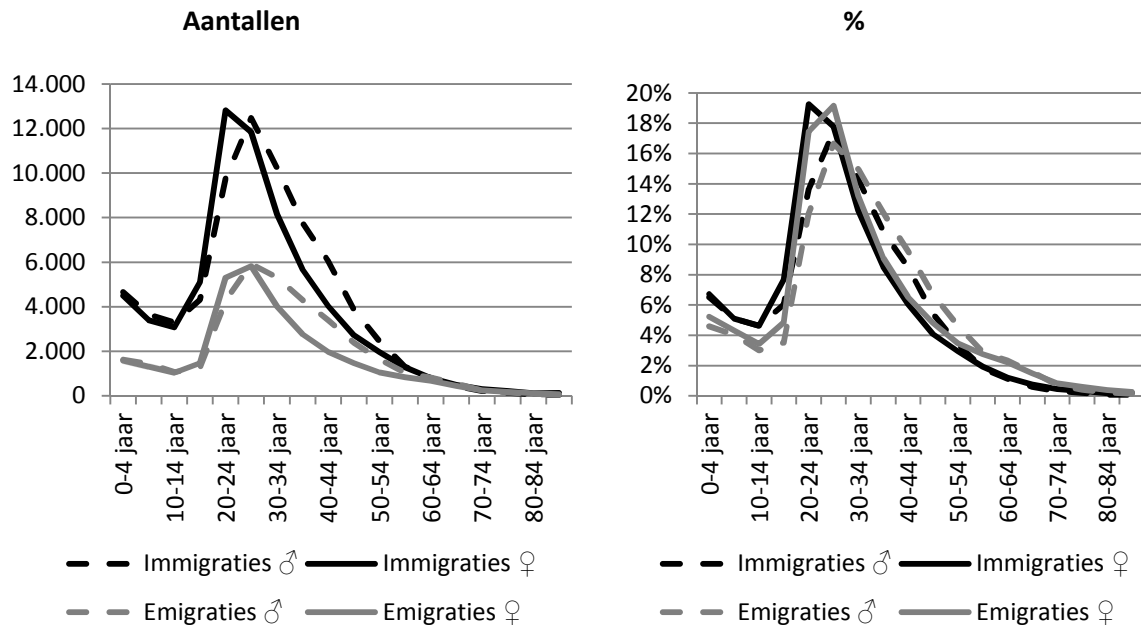 Aantallen
14.000
12.000
10.000
8.000
6.000
4.000
2.000
0
0-4 jaar
10-14 jaar
20-24 jaar
30-34 jaar
40-44 jaar
50-54 jaar
60-64 jaar
70-74 jaar
80-84 jaar
Immigraties ♂
Immigraties ♀
Emigraties ♂
Emigraties ♀
%
20%
18%
16%
14%
12%
10%
8%
6%
4%
2%
0%
0-4 jaar
10-14 jaar
20-24 jaar
30-34 jaar
40-44 jaar
50-54 jaar
60-64 jaar
70-74 jaar
80-84 jaar
Immigraties ♂
Immigraties ♀
Emigraties ♂
Emigraties ♀